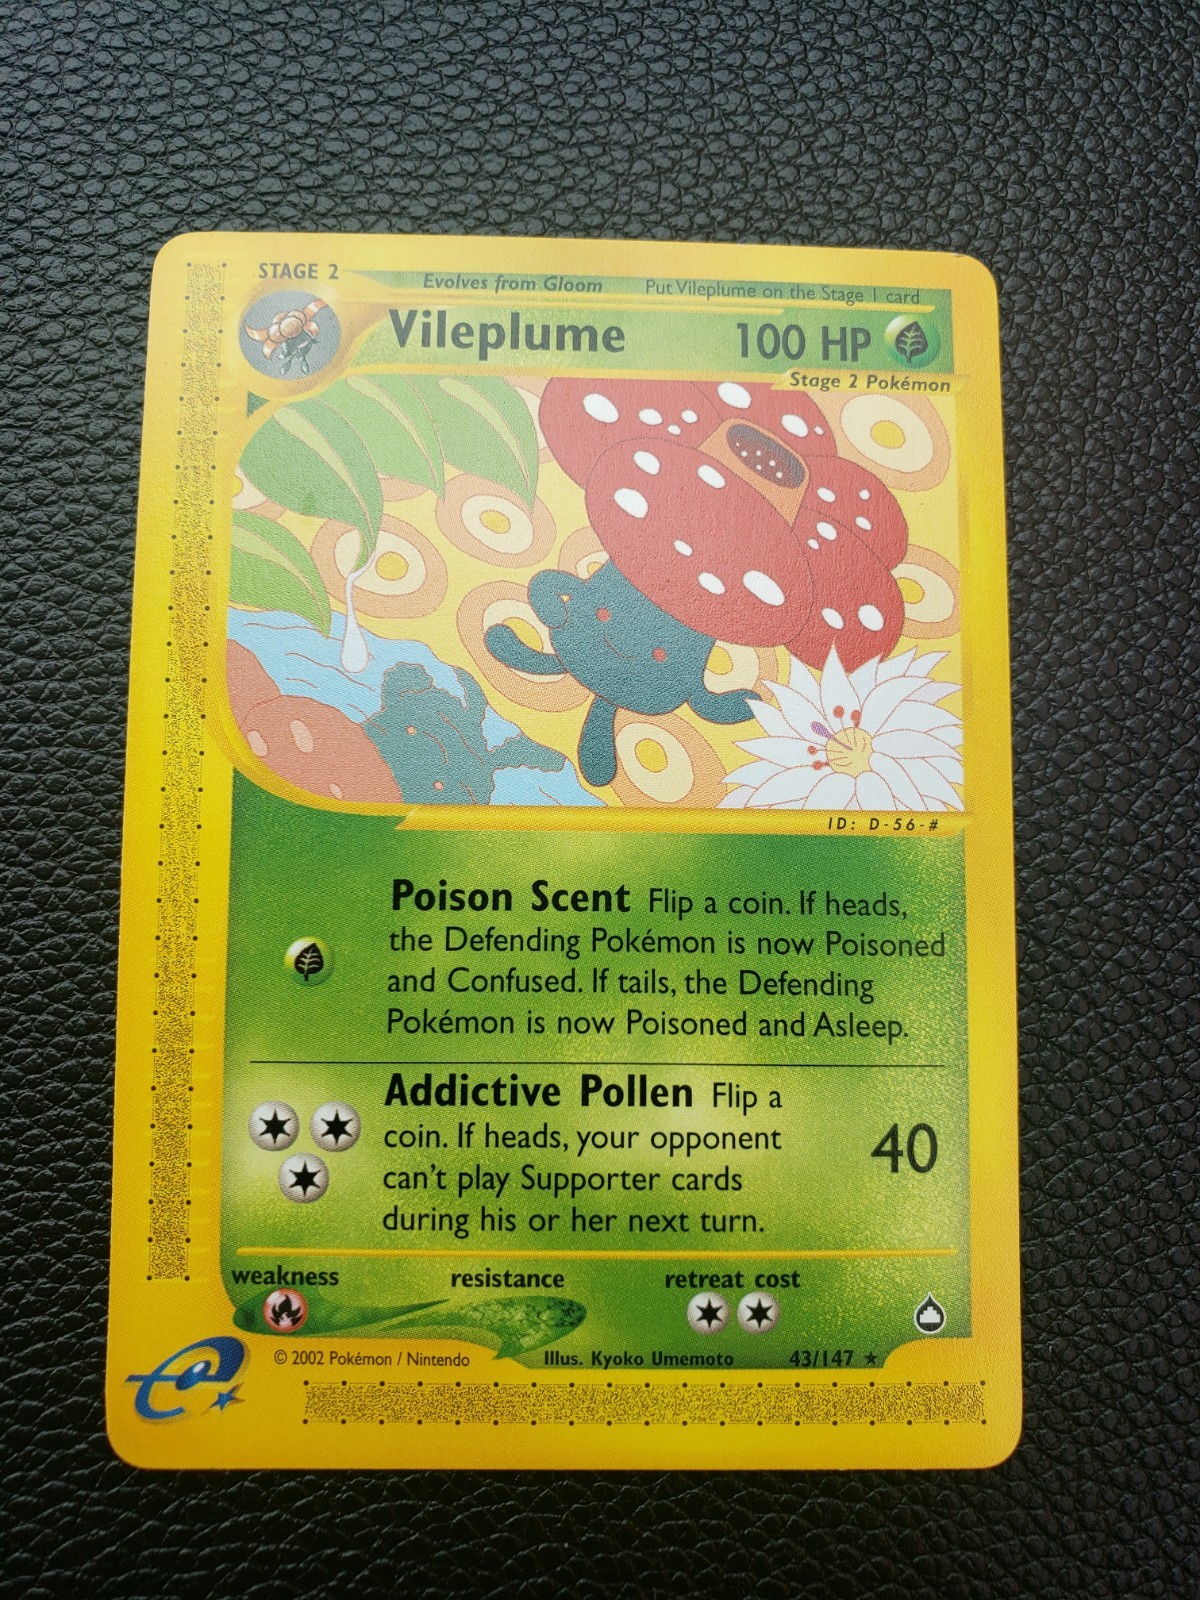 STAGE 2
Evolves from Gloom Put Vileplume on the Stage 1 card
Vileplume 100 HP
Stage 2 Pokémon
ID: D-56-#
Poison Scent Flip a coin. If heads,
the Defending Pokémon is now Poisoned
and Confused. If tails, the Defending
Pokémon is now Poisoned and Asleep.
Addictive Pollen Flip a
coin. If heads, your opponent
can't play Supporter cards
during his or her next turn.
40
weakness resistance retreat cost
© 2002 Pokémon / Nintendo Illus. Kyoko Umemoto 43/147 ★
e